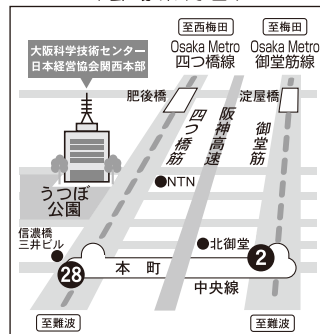 至西梅田
至梅田
Osaka Metro
四つ橋線
Osaka Metro
御堂筋線
大阪科学技術センター
日本経営協会関西本部
肥後橋
淀屋橋
四つ橋筋
阪神高速
御堂筋
うつぼ
公園
NTN
信濃橋
三井ビル
北御堂
28
2
本町
中央線
至難波
至難波